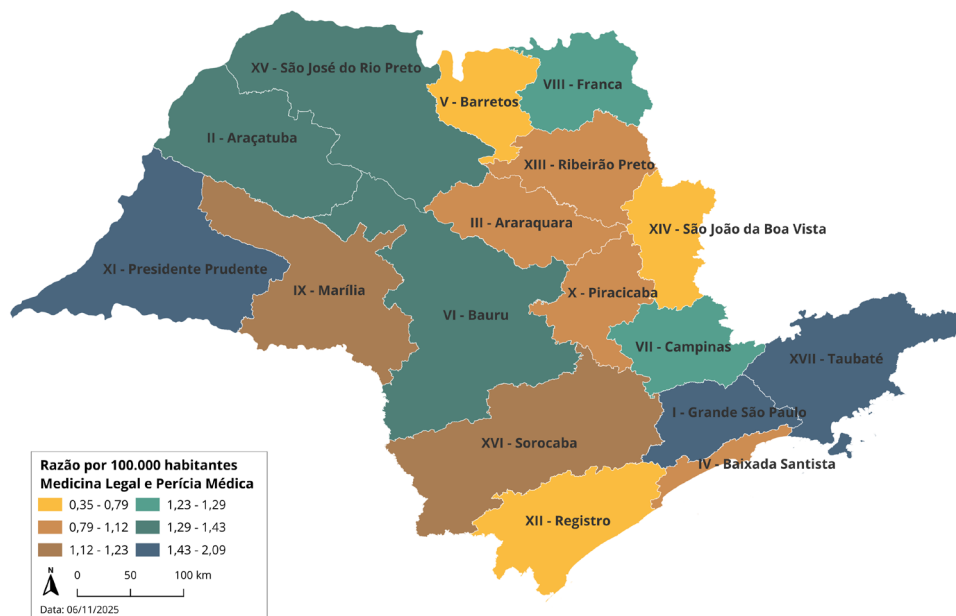 XV - São José do Rio Preto
V - Barretos
VIII - Franca
II - Araçatuba
XIII - Ribeirão Preto
III - Araraquara
XIV - São João da Boa Vista
XI - Presidente Prudente
IX - Marília
X - Piracicaba
VI - Bauru
VII - Campinas
XVII - Taubaté
I - Grande São Paulo
XVI - Sorocaba
IV - Baixada Santista
XII - Registro
Razão por 100.000 habitantes
Medicina Legal e Perícia Médica
0,35 - 0,79 1,23 - 1,29
0,79 - 1,12 1,29 - 1,43
1,12 - 1,23 1,43 - 2,09
N
0 50 100 km
Data: 06/11/2025